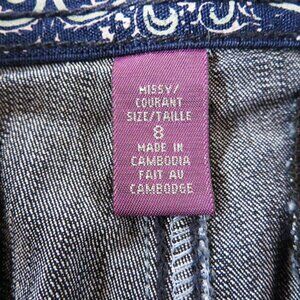 MISSY/
COURANT
SIZE/TAILLE
8
MADE IN
CAMBODIA
FAIT AU
CAMBODGE